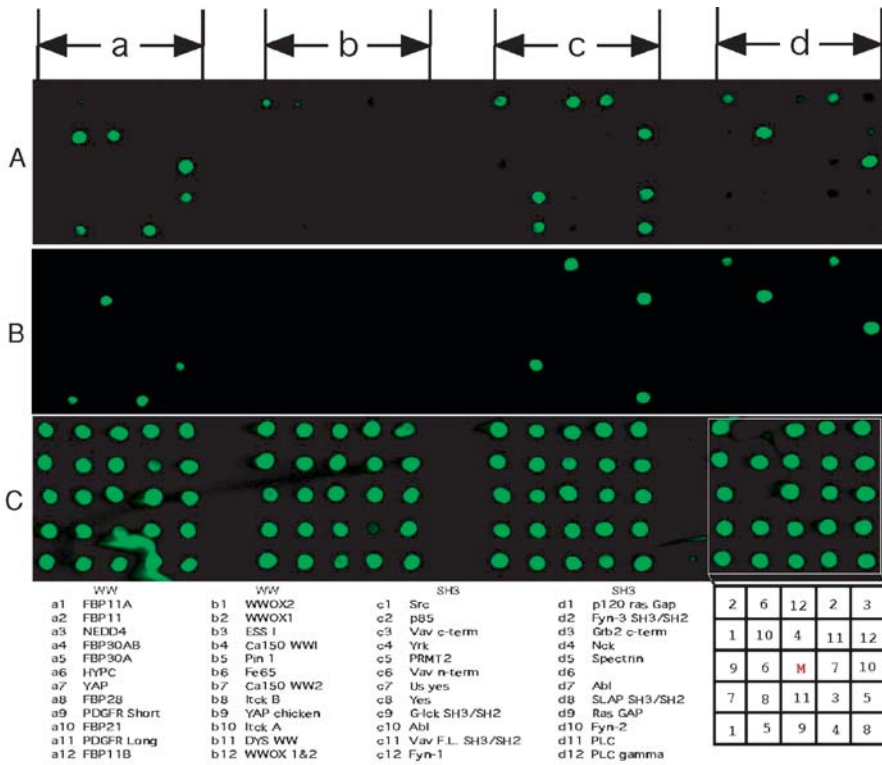 a b c d
A
B
C
WW WW SH3 SH3
a1 FBP11A b1 WWOX2 c1 Src d1 p120 ras Gap
a2 FBP11 b2 WWOX1 c2 p85 d2 Fyn-3 SH3/SH2
a3 NEDD4 b3 ESS I c3 Vav c-term d3 Grb2 c-term
a4 FBP30AB b4 Ca150 WWI c4 Yrk d4 Nck
a5 FBP30A b5 Pin 1 c5 PRMT2 d5 Spectrin
a6 HYPC b6 Fe65 c6 Vav n-term d6
a7 YAP b7 Ca150 WW2 c7 Us yes d7 Abl
a8 FBP28 b8 Itck B c8 Yes d8 SLAP SH3/SH2
a9 PDGFR Short b9 YAP chicken c9 G-lck SH3/SH2 d9 Ras GAP
a10 FBP21 b10 Itck A c10 Abl d10 Fyn-2
a11 PDGFR Long b11 DYS WW c11 Vav F.L. SH3/SH2 d11 PLC
a12 FBP11B b12 WWOX 1&2 c12 Fyn-1 d12 PLC gamma
2 6 12 2 3
1 10 4 11 12
9 6 M 7 10
7 8 11 3 5
1 5 9 4 8